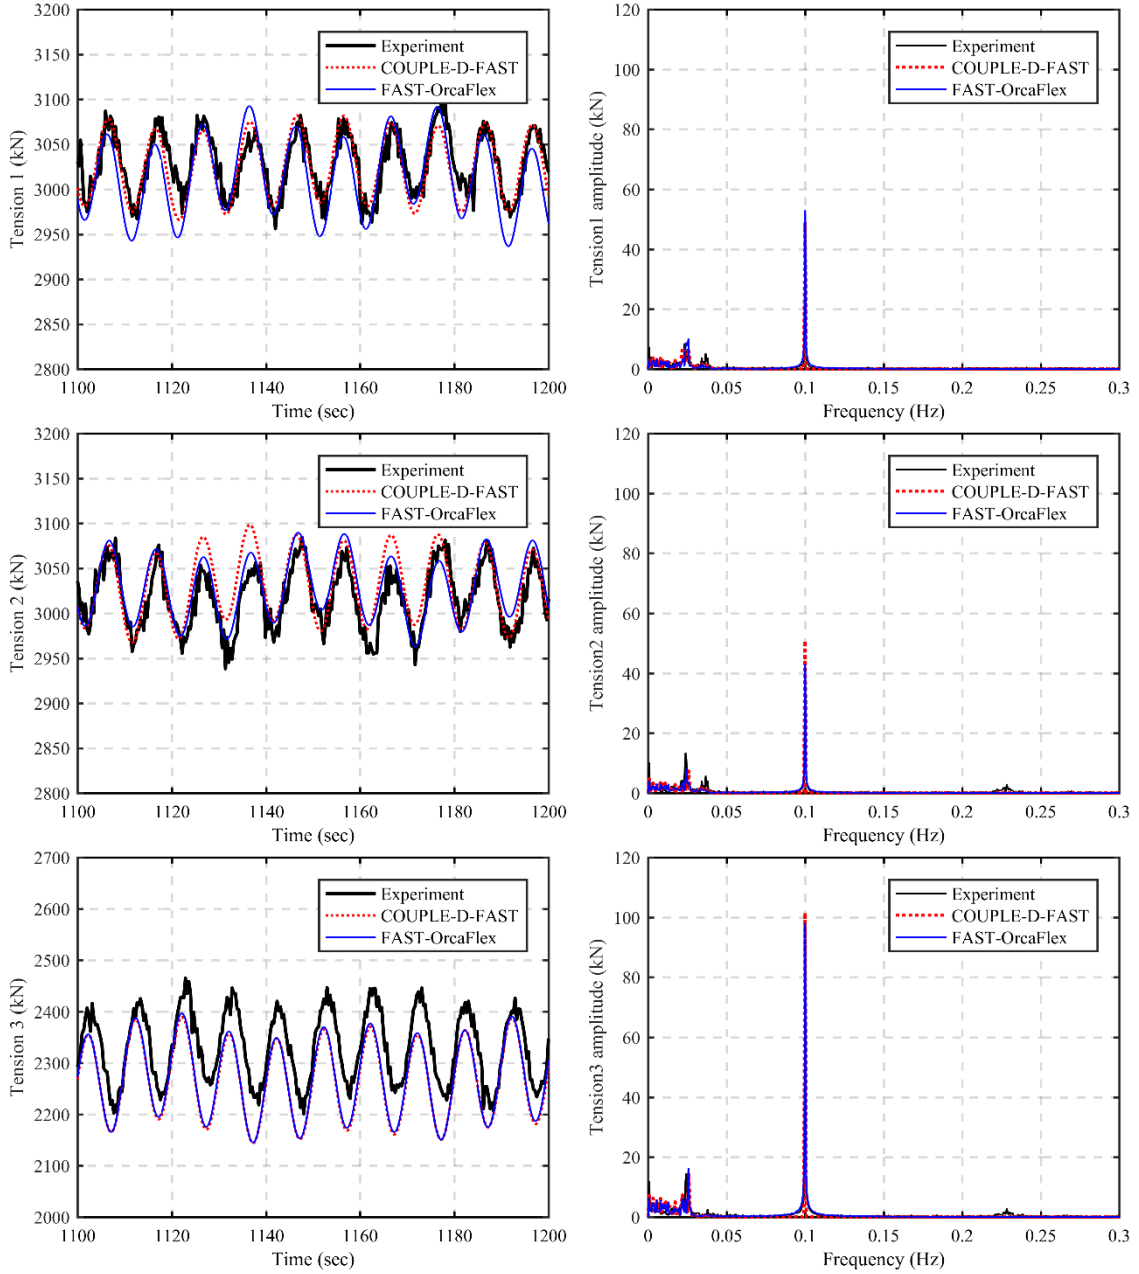 3200
3150
3100
3050
3000
2950
2900
2850
2800
Tension 1 (kN)
Experiment
COUPLE-D-FAST
FAST-OrcaFlex
1100 1120 1140 1160 1180 1200
Time (sec)
120
100
80
60
40
20
0
Tension1 amplitude (kN)
Experiment
COUPLE-D-FAST
FAST-OrcaFlex
0 0.05 0.1 0.15 0.2 0.25 0.3
Frequency (Hz)
3200
3150
3100
3050
3000
2950
2900
2850
2800
Tension 2 (kN)
Experiment
COUPLE-D-FAST
FAST-OrcaFlex
1100 1120 1140 1160 1180 1200
Time (sec)
120
100
80
60
40
20
0
Tension2 amplitude (kN)
Experiment
COUPLE-D-FAST
FAST-OrcaFlex
0 0.05 0.1 0.15 0.2 0.25 0.3
Frequency (Hz)
2700
2600
2500
2400
2300
2200
2100
2000
Tension 3 (kN)
Experiment
COUPLE-D-FAST
FAST-OrcaFlex
1100 1120 1140 1160 1180 1200
Time (sec)
120
100
80
60
40
20
0
Tension3 amplitude (kN)
Experiment
COUPLE-D-FAST
FAST-OrcaFlex
0 0.05 0.1 0.15 0.2 0.25 0.3
Frequency (Hz)